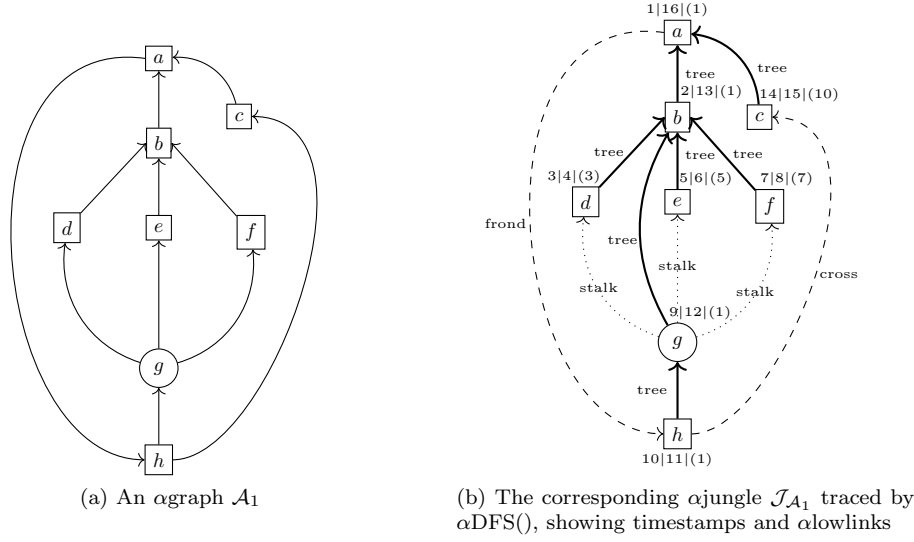 a
b
c
d
e
f
g
h
(a) An αgraph 𝒜₁
1|16|(1)
a
tree
tree
2|13|(1)
14|15|(10)
b
c
tree
tree
tree
3|4|(3)
5|6|(5)
7|8|(7)
d
e
f
frond
tree
stalk
cross
stalk
stalk
9|12|(1)
g
tree
h
10|11|(1)
(b) The corresponding αjungle 𝒥𝒜₁ traced by
αDFS(), showing timestamps and αlowlinks